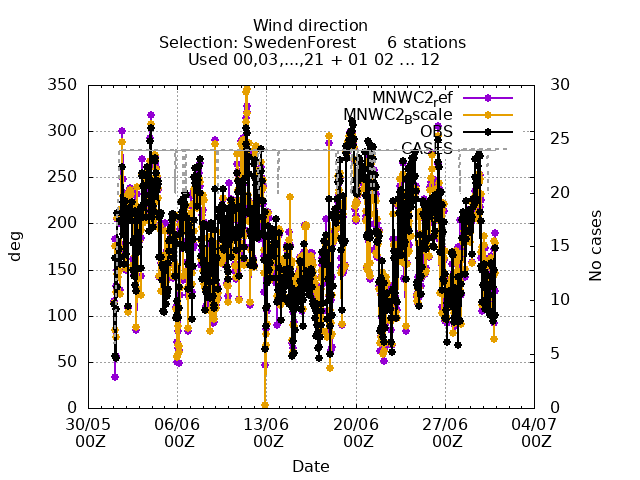 Wind direction
Selection: SwedenForest 6 stations
Used 00,03,...,21 + 01 02 ... 12
350 30
MNWC2ref
MNWC2Bscale
OBS
CASES
300 25
250 20
200
150 15
100 10
50 5
0 0
deg
No cases
30/05 06/06 13/06 20/06 27/06 04/07
00Z 00Z 00Z 00Z 00Z 00Z
Date